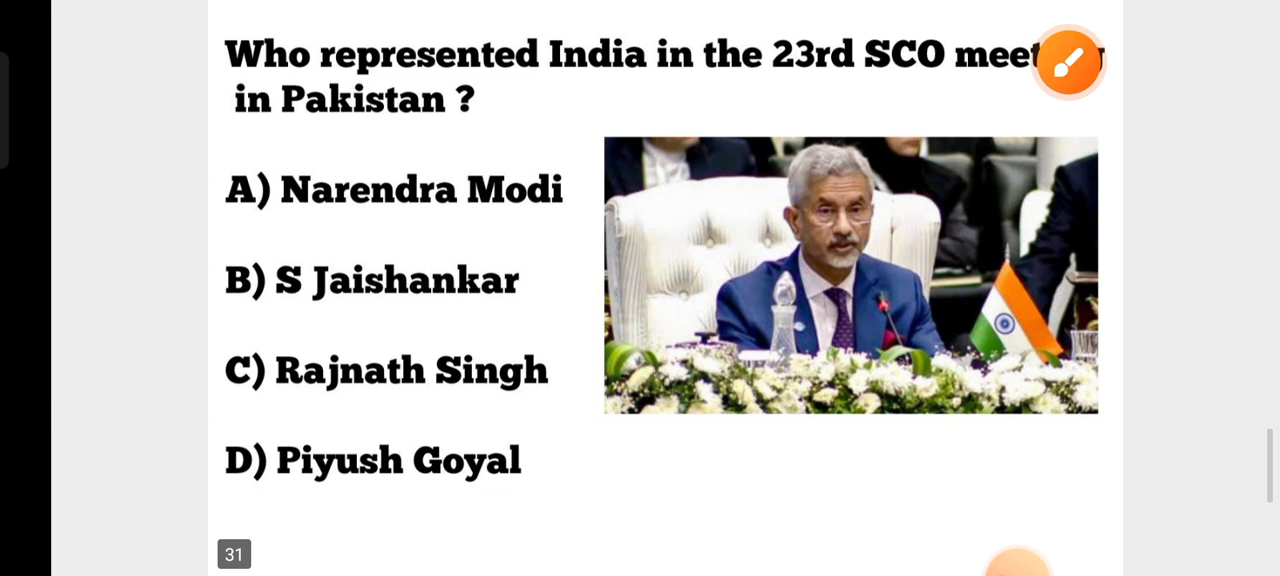 Who represented India in the 23rd SCO
in Pakistan ?
A) Narendra Modi
B) S Jaishankar
C) Rajnath Singh
D) Piyush Goyal
31